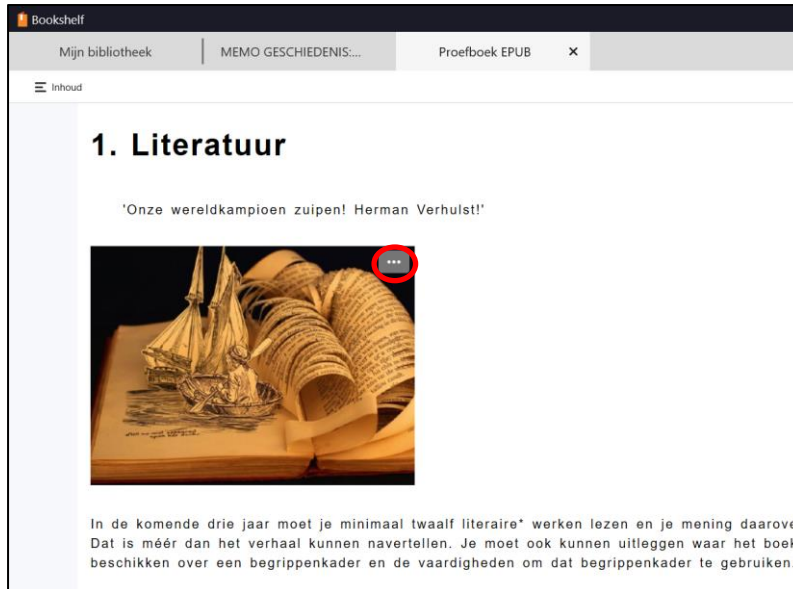 Bookshelf
Mijn bibliotheek
MEMO GESCHIEDENIS:...
Proefboek EPUB
Inhoud
1. Literatuur
'Onze wereldkampioen zuipen! Herman Verhulst!'
In de komende drie jaar moet je minimaal twaalf literaire* werken lezen en je mening daarove
Dat is méér dan het verhaal kunnen navertellen. Je moet ook kunnen uitleggen waar het boek
beschikken over een begrippenkader en de vaardigheden om dat begrippenkader te gebruiken.